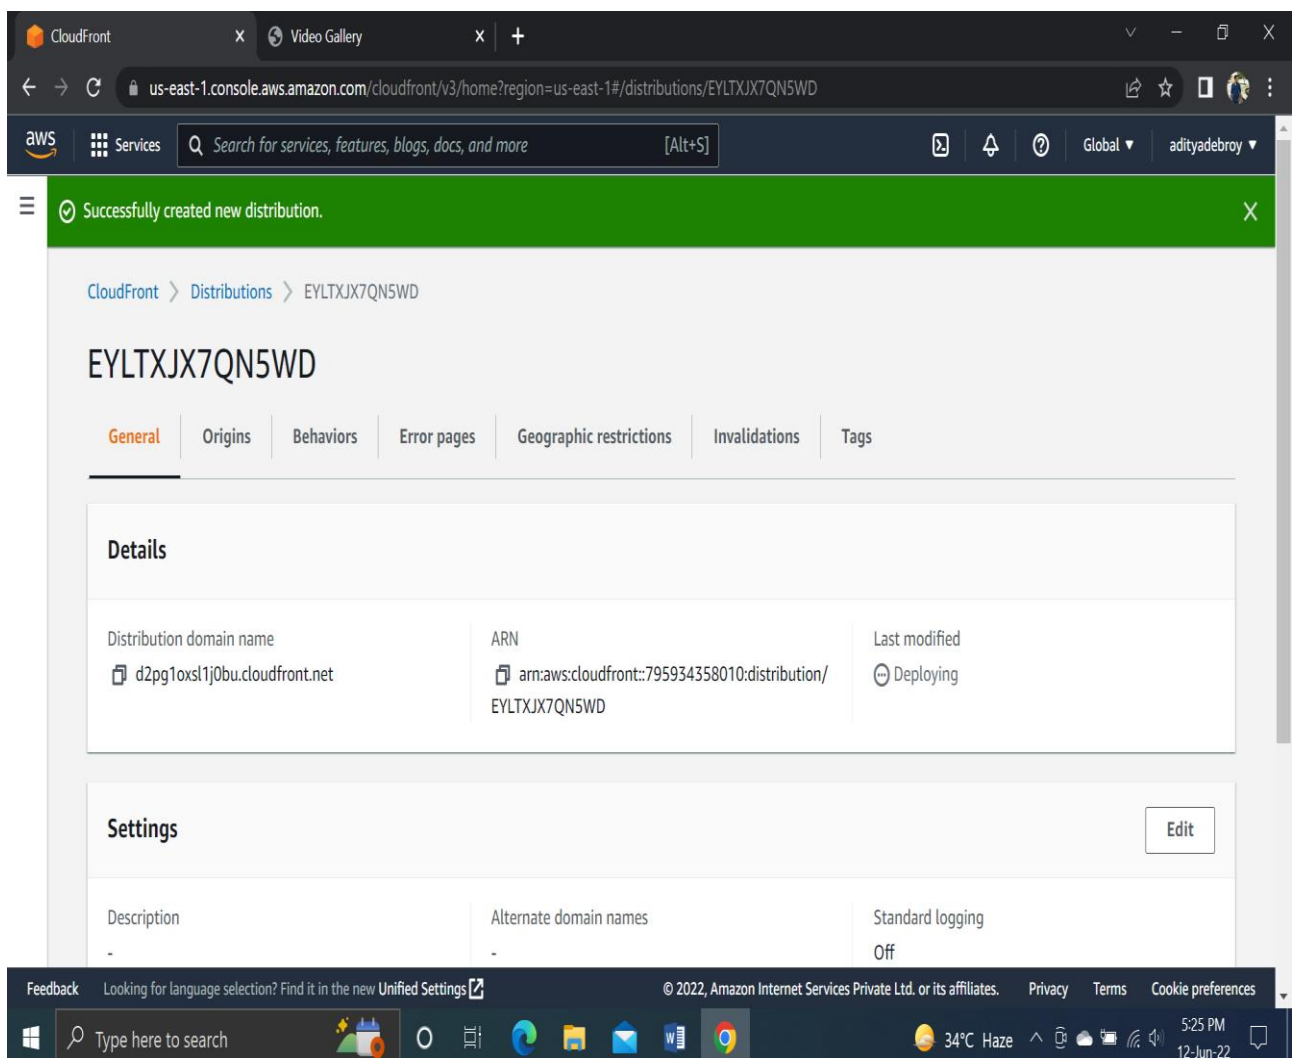 CloudFront
Video Gallery
us-east-1.console.aws.amazon.com/cloudfront/v3/home?region=us-east-1#/distributions/EYLTXJX7QN5WD
aws
Services
Search for services, features, blogs, docs, and more [Alt+S]
Global
adityadebroy
Successfully created new distribution.
CloudFront > Distributions > EYLTXJX7QN5WD
EYLTXJX7QN5WD
General Origins Behaviors Error pages Geographic restrictions Invalidations Tags
Details
Distribution domain name
d2pg1oxsl1j0bu.cloudfront.net
ARN
arn:aws:cloudfront::795934358010:distribution/
EYLTXJX7QN5WD
Last modified
Deploying
Settings
Edit
Description
-
Alternate domain names
-
Standard logging
Off
Feedback Looking for language selection? Find it in the new Unified Settings © 2022, Amazon Internet Services Private Ltd. or its affiliates. Privacy Terms Cookie preferences
Type here to search
34°C Haze
5:25 PM
12-Jun-22